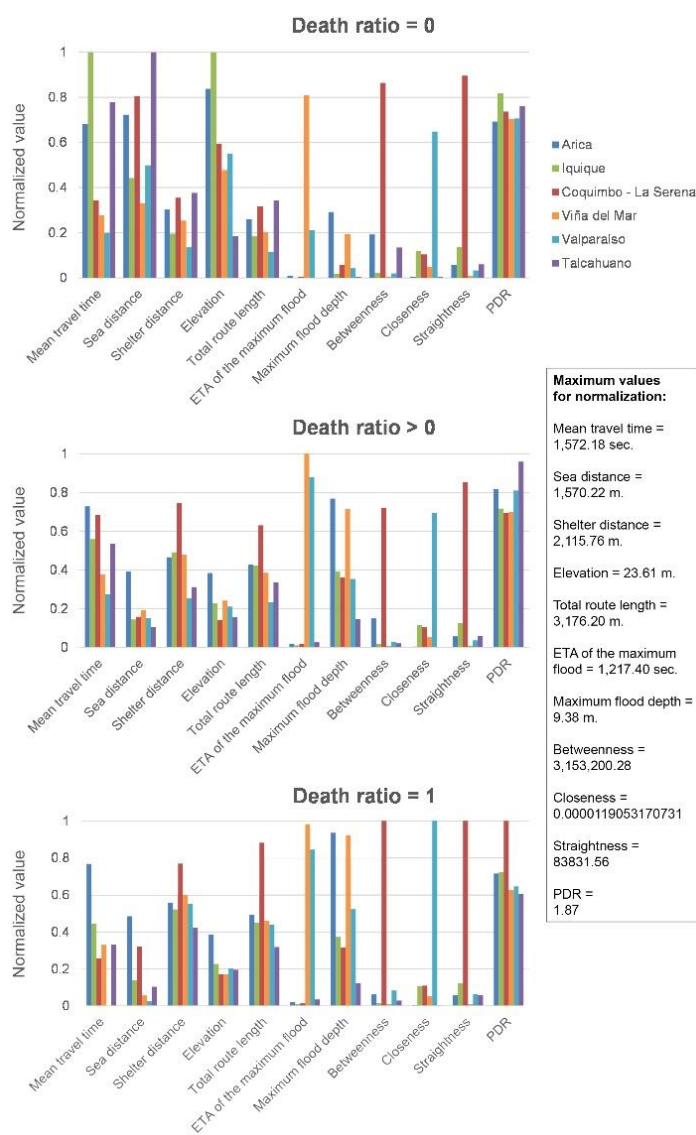 Death ratio = 0
Normalized value
1
0.8
0.6
0.4
0.2
0
Mean travel time
Sea distance
Shelter distance
Elevation
Total route length
ETA of the maximum flood
Maximum flood depth
Betweenness
Closeness
Straightness
PDR
Arica
Iquique
Coquimbo - La Serena
Viña del Mar
Valparaíso
Talcahuano
Death ratio > 0
Normalized value
1
0.8
0.6
0.4
0.2
0
Mean travel time
Sea distance
Shelter distance
Elevation
Total route length
ETA of the maximum flood
Maximum flood depth
Betweenness
Closeness
Straightness
PDR
Death ratio = 1
Normalized value
1
0.8
0.6
0.4
0.2
0
Mean travel time
Sea distance
Shelter distance
Elevation
Total route length
ETA of the maximum flood
Maximum flood depth
Betweenness
Closeness
Straightness
PDR
Maximum values
for normalization:
Mean travel time =
1,572.18 sec.
Sea distance =
1,570.22 m.
Shelter distance =
2,115.76 m.
Elevation = 23.61 m.
Total route length =
3,176.20 m.
ETA of the maximum
flood = 1,217.40 sec.
Maximum flood depth =
9.38 m.
Betweenness =
3,153,200.28
Closeness =
0.0000119053170731
Straightness =
83831.56
PDR =
1.87